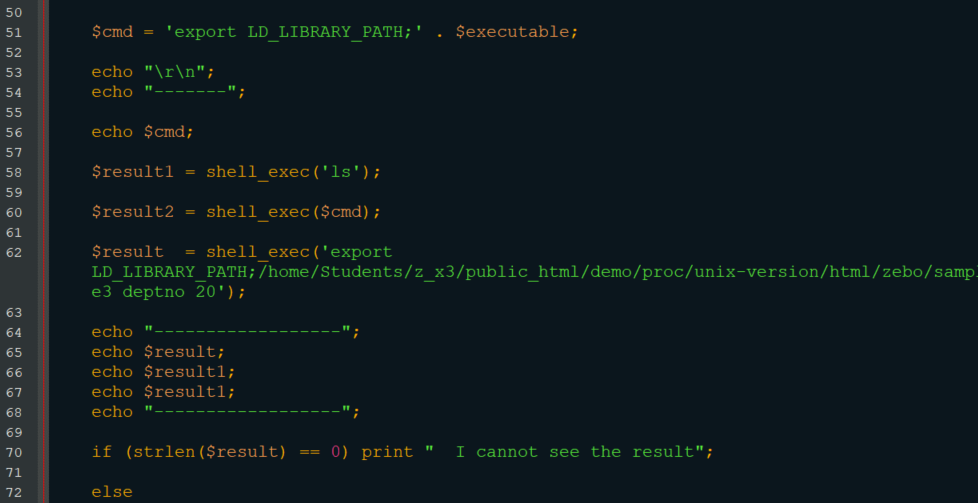 50
51 $cmd = 'export LD_LIBRARY_PATH;' . $executable;
52
53 echo "\r\n";
54 echo "-------";
55
56 echo $cmd;
57
58 $result1 = shell_exec('ls');
59
60 $result2 = shell_exec($cmd);
61
62 $result  = shell_exec('export
LD_LIBRARY_PATH;/home/Students/z_x3/public_html/demo/proc/unix-version/html/zebo/sampl
e3 deptno 20');
63
64 echo "------------------";
65 echo $result;
66 echo $result1;
67 echo $result1;
68 echo "------------------";
69
70 if (strlen($result) == 0) print "  I cannot see the result";
71
72 else